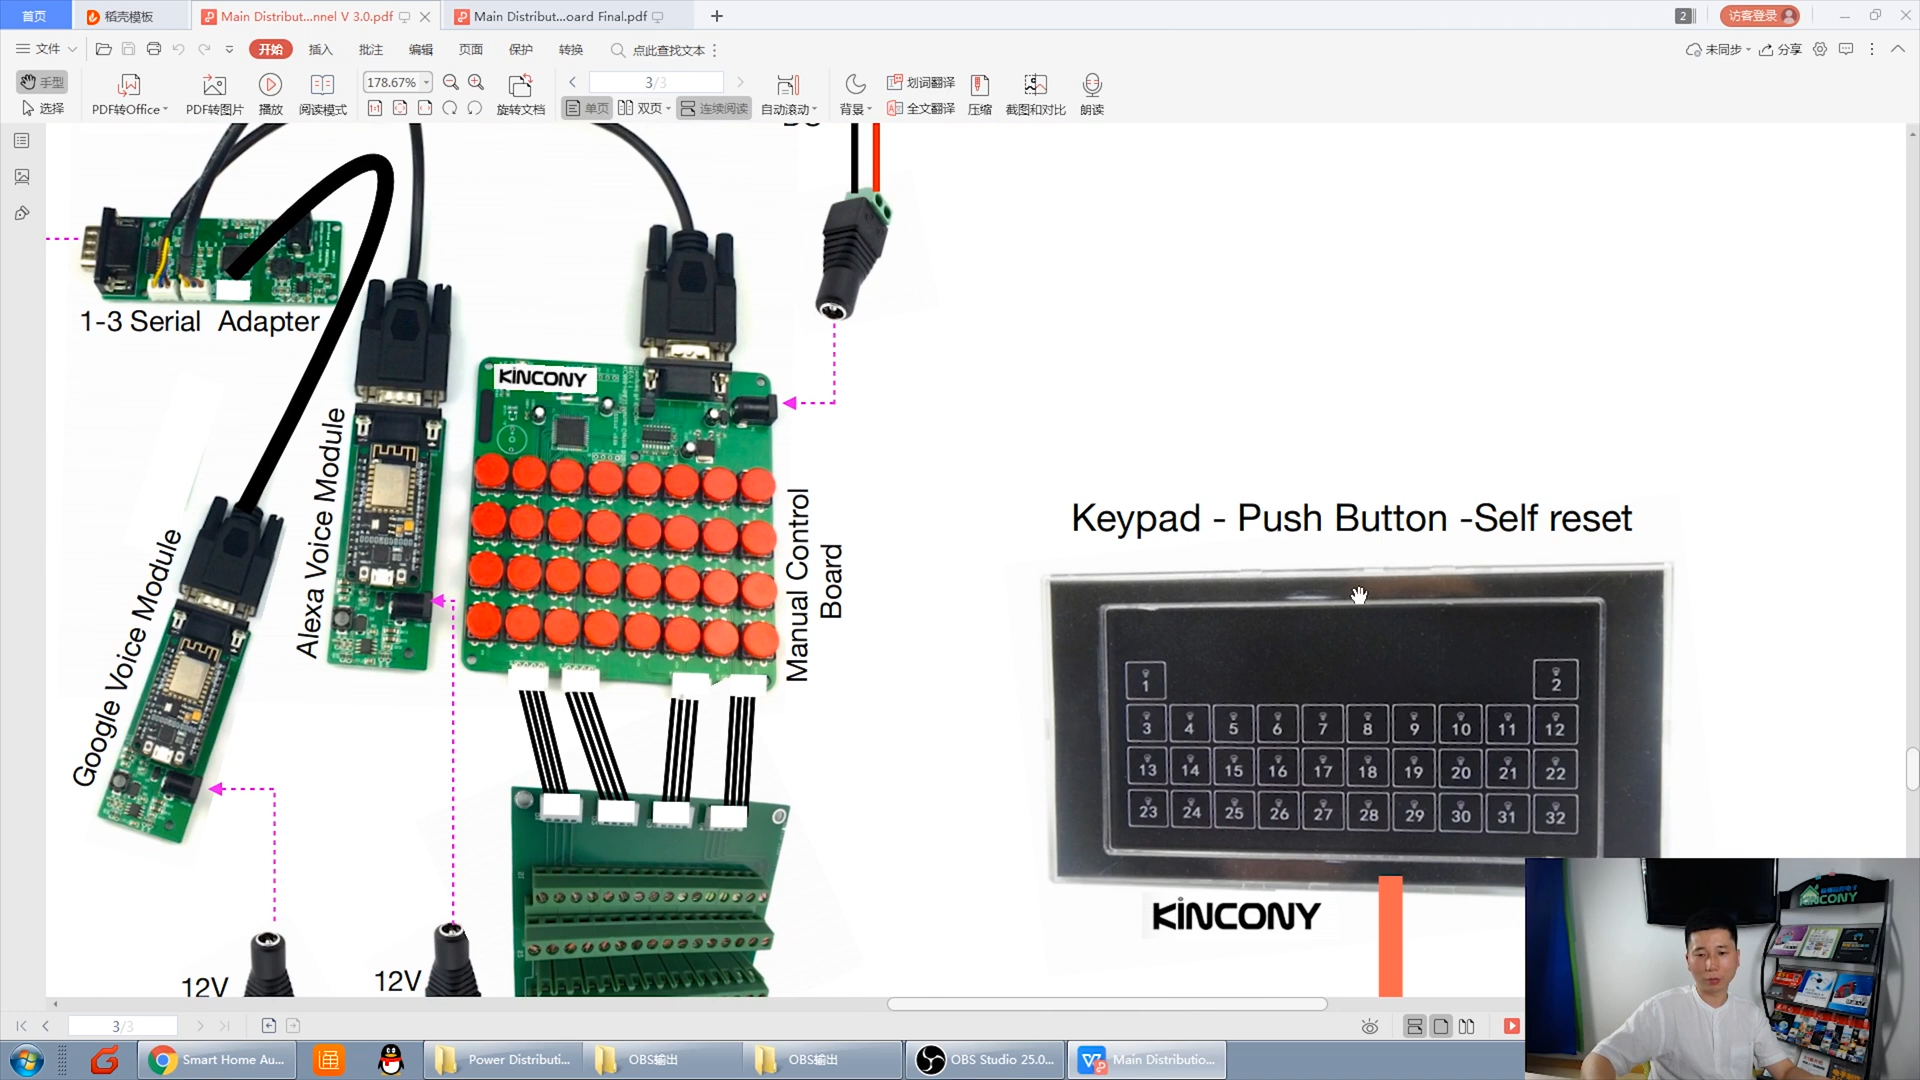 首页
稻壳模板
Main Distribut...nnel V 3.0.pdf
Main Distribut...oard Final.pdf
2
访客登录
文件
开始
插入
批注
编辑
页面
保护
转换
点此查找文本
未同步
分享
手型
选择
PDF转Office
PDF转图片
播放
阅读模式
178.67%
旋转文档
3/3
单页
双页
连续阅读
自动滚动
背景
划词翻译
全文翻译
压缩
截图和对比
朗读
1-3 Serial Adapter
KINCONY
Alexa Voice Module
Google Voice Module
Manual Control
Board
12V
12V
Keypad - Push Button -Self reset
1 2
3 4 5 6 7 8 9 10 11 12
13 14 15 16 17 18 19 20 21 22
23 24 25 26 27 28 29 30 31 32
KINCONY
KINCONY
3/3
Smart Home Au...
Power Distributi...
OBS输出
OBS输出
OBS Studio 25.0...
Main Distributio...